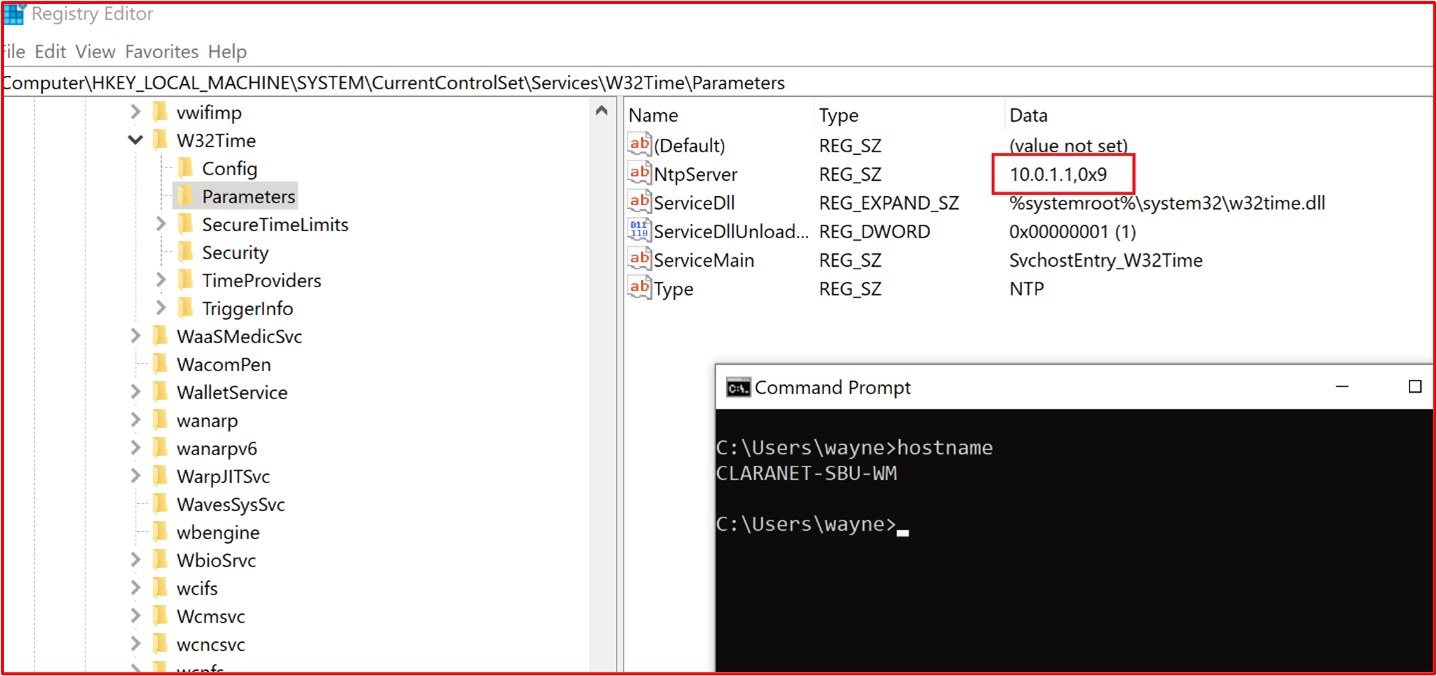 Registry Editor
File Edit View Favorites Help
Computer\HKEY_LOCAL_MACHINE\SYSTEM\CurrentControlSet\Services\W32Time\Parameters
vwifimp
W32Time
Config
Parameters
SecureTimeLimits
Security
TimeProviders
TriggerInfo
WaaSMedicSvc
WacomPen
WalletService
wanarp
wanarpv6
WarpJITSvc
WavesSysSvc
wbengine
WbioSrvc
wcifs
Wcmsvc
wcncsvc
wcnfs
Name Type Data
(Default) REG_SZ (value not set)
NtpServer REG_SZ 10.0.1.1,0x9
ServiceDll REG_EXPAND_SZ %systemroot%\system32\w32time.dll
ServiceDllUnload... REG_DWORD 0x00000001 (1)
ServiceMain REG_SZ SvchostEntry_W32Time
Type REG_SZ NTP
Command Prompt
C:\Users\wayne>hostname
CLARANET-SBU-WM
C:\Users\wayne>